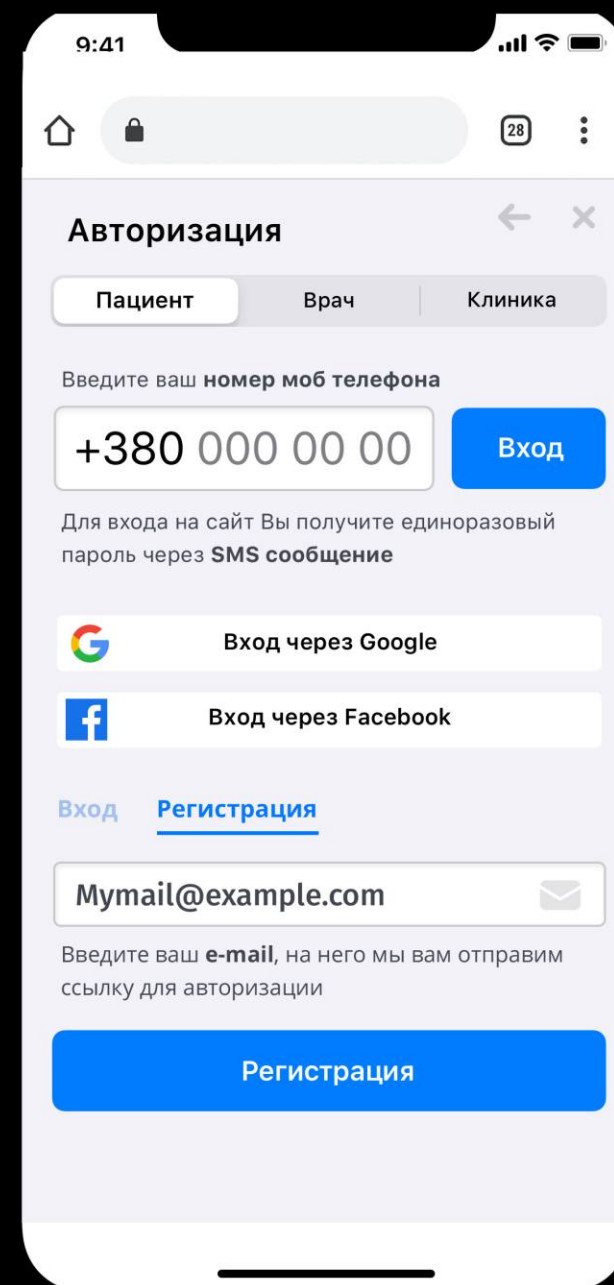 9:41
28
Авторизация
Пациент Врач Клиника
Введите ваш номер моб телефона
+380 000 00 00 Вход
Для входа на сайт Вы получите единоразовый
пароль через SMS сообщение
Вход через Google
Вход через Facebook
Вход Регистрация
Mymail@example.com
Введите ваш e-mail, на него мы вам отправим
ссылку для авторизации
Регистрация